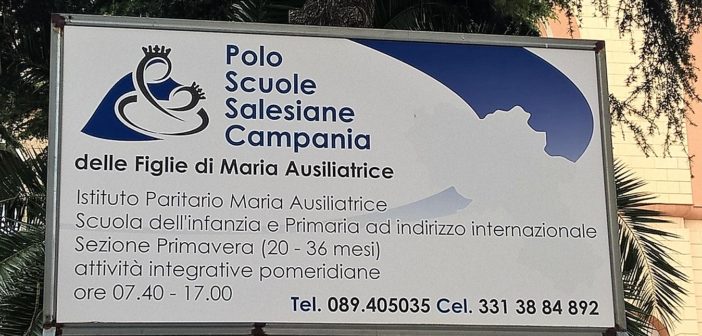 Polo
Scuole
Salesiane
Campania
delle Figlie di Maria Ausiliatrice
Istituto Paritario Maria Ausiliatrice
Scuola dell'infanzia e Primaria ad indirizzo internazionale
Sezione Primavera (20 - 36 mesi)
attività integrative pomeridiane
ore 07.40 - 17.00
Tel. 089.405035 Cel. 331 38 84 892